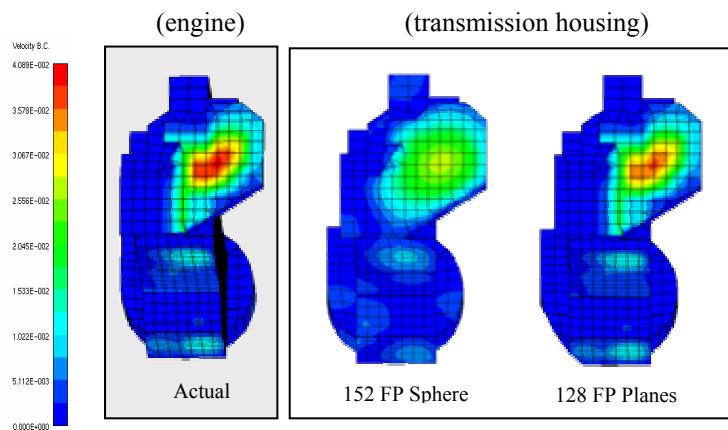 (engine)
(transmission housing)
Velocity B.C.
4.089E-002
3.578E-002
3.067E-002
2.556E-002
2.045E-002
1.533E-002
1.022E-002
5.112E-003
0.000E+000
Actual
152 FP Sphere
128 FP Planes